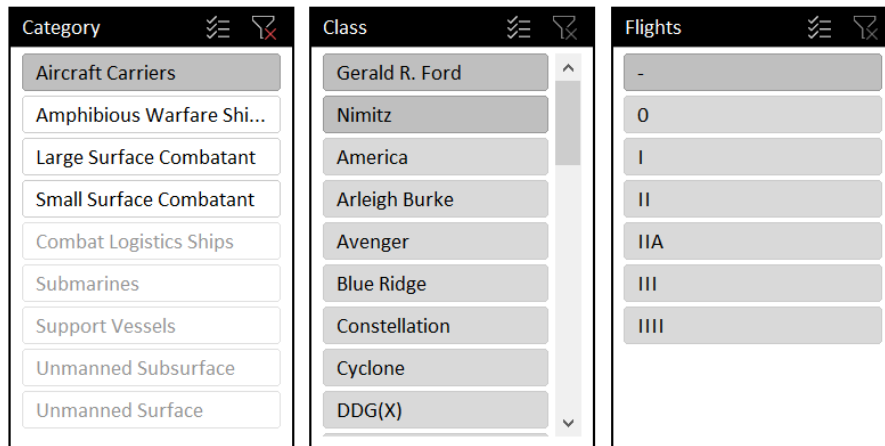 Category
Aircraft Carriers
Amphibious Warfare Shi...
Large Surface Combatant
Small Surface Combatant
Combat Logistics Ships
Submarines
Support Vessels
Unmanned Subsurface
Unmanned Surface
Class
Gerald R. Ford
Nimitz
America
Arleigh Burke
Avenger
Blue Ridge
Constellation
Cyclone
DDG(X)
Flights
-
0
I
II
IIA
III
IIII